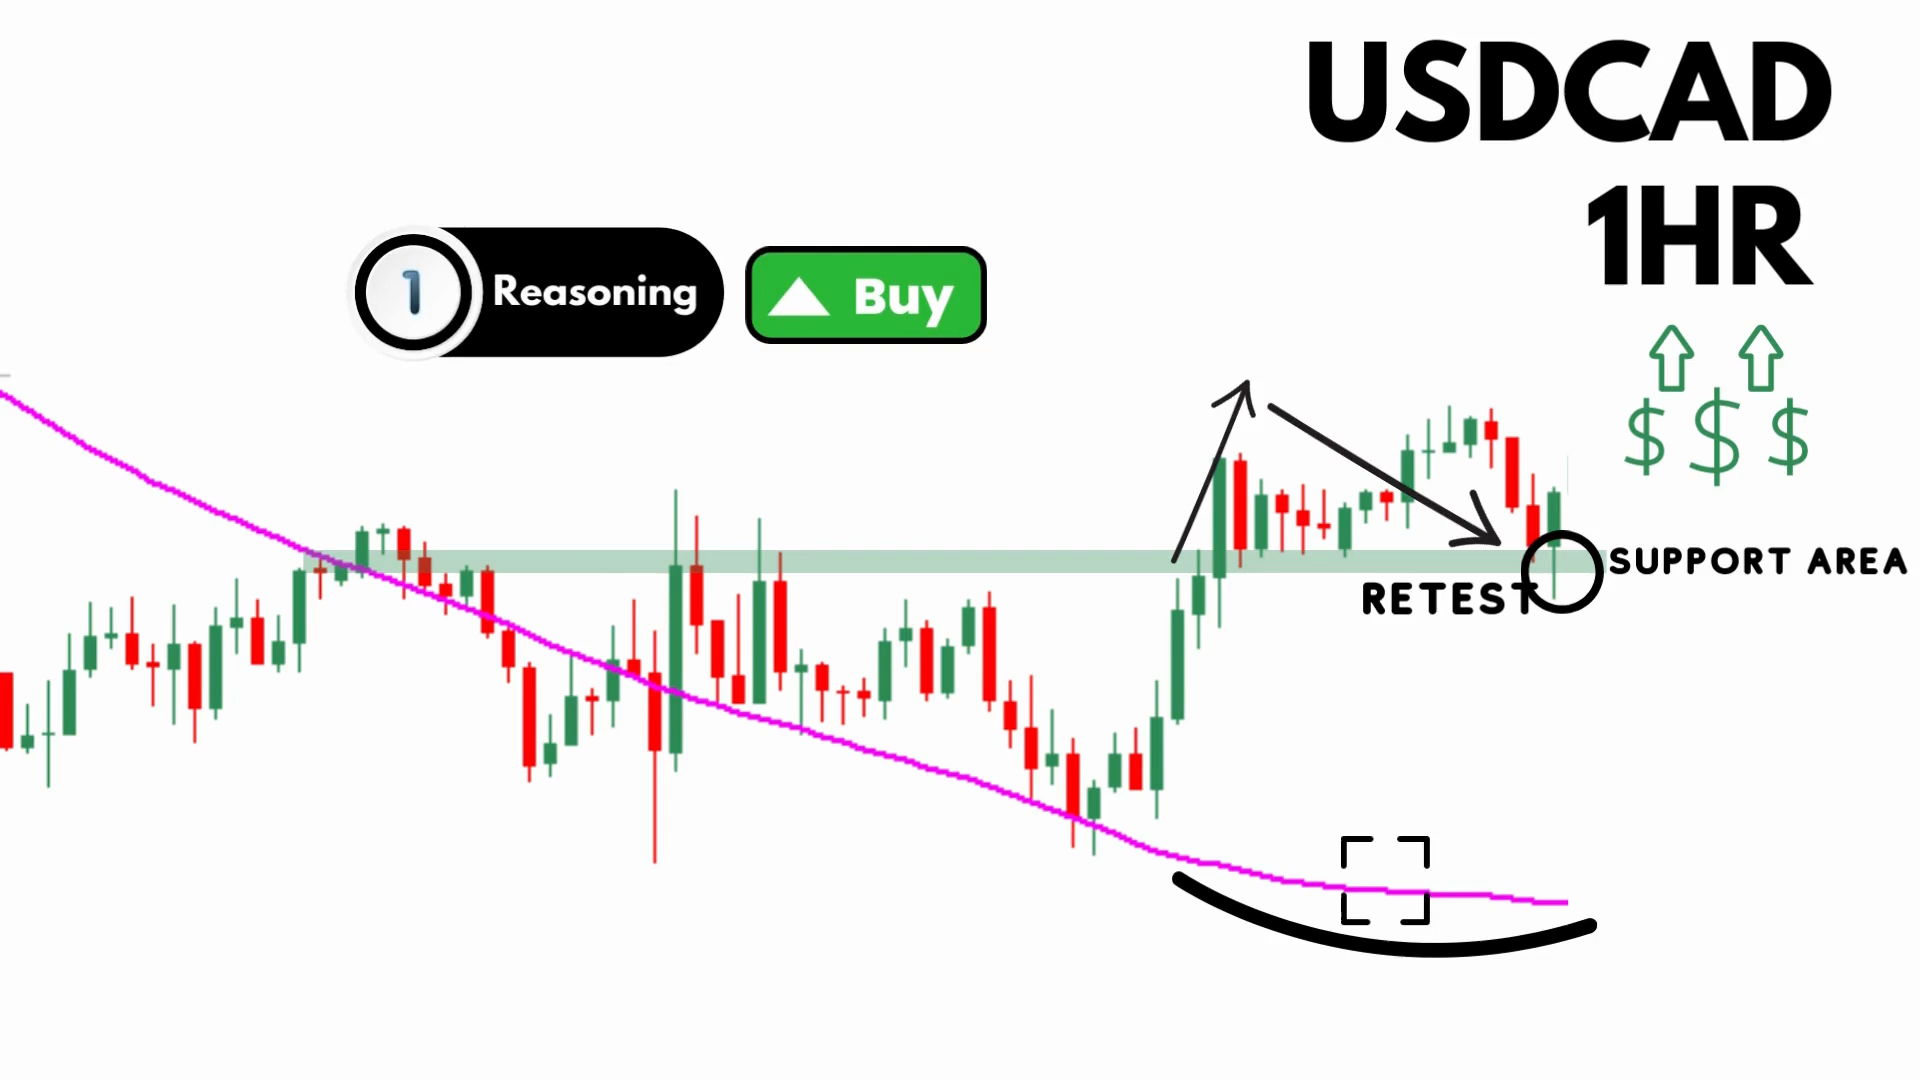 USDCAD
1HR
1 Reasoning
Buy
$ $ $
SUPPORT AREA
RETEST